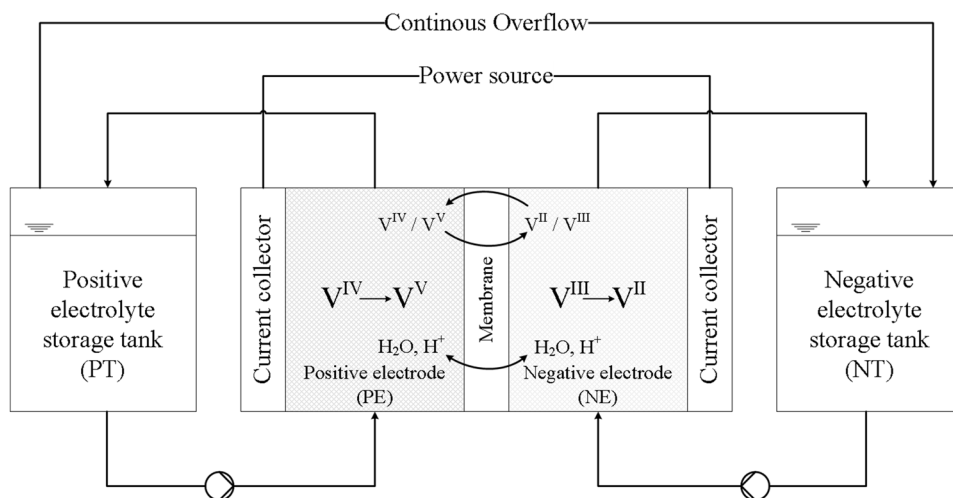 Continous Overflow
Power source
Positive
electrolyte
storage tank
(PT)
Current collector
V^IV / V^V
V^IV → V^V
H₂O, H⁺
Positive electrode
(PE)
Membrane
V^II / V^III
V^III → V^II
H₂O, H⁺
Negative electrode
(NE)
Current collector
Negative
electrolyte
storage tank
(NT)